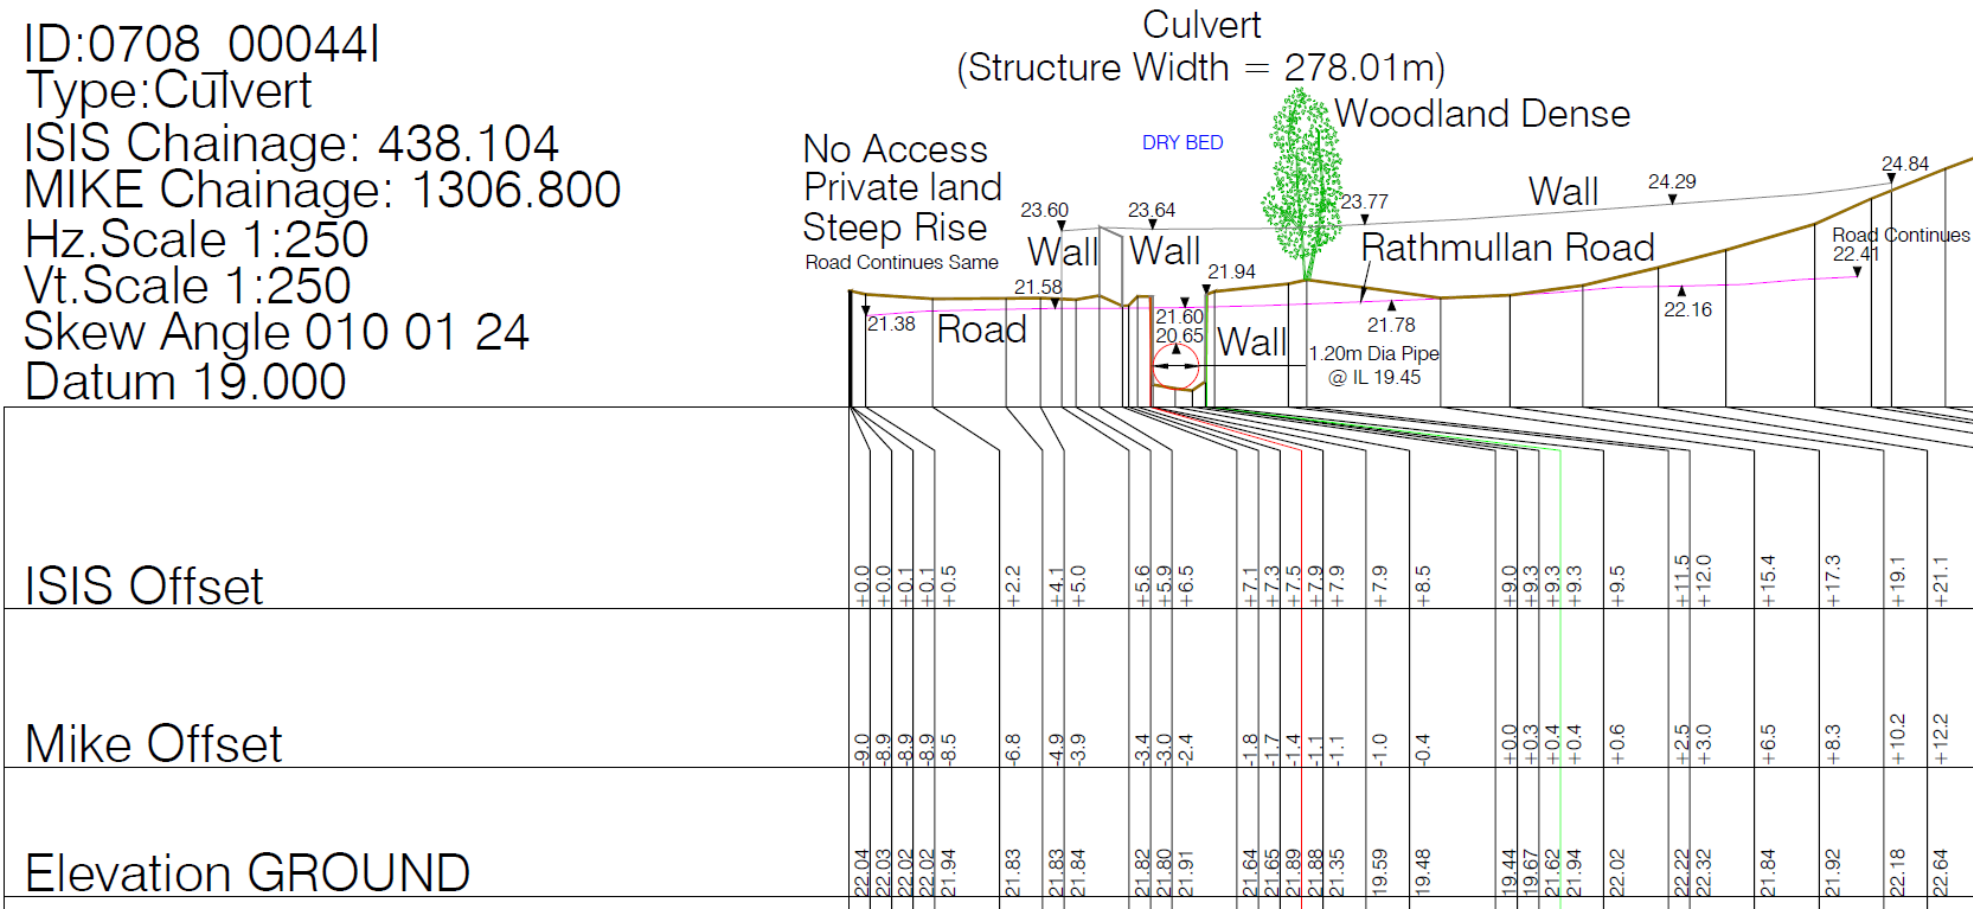 ID:0708_00044I
Type:Culvert
ISIS Chainage: 438.104
MIKE Chainage: 1306.800
Hz.Scale 1:250
Vt.Scale 1:250
Skew Angle 010 01 24
Datum 19.000
Culvert
(Structure Width = 278.01m)
DRY BED
Woodland Dense
No Access
Private land
Steep Rise
Road Continues Same
23.60
Wall
23.64
Wall
23.77
Wall
24.29
24.84
Rathmullan Road
Road Continues
22.41
21.38
Road
21.58
21.60
20.65
21.94
Wall
21.78
22.16
1.20m Dia Pipe
@ IL 19.45
ISIS Offset
+0.0 +0.0 +0.1 +0.1 +0.5 +2.2 +4.1 +5.0 +5.6 +5.9 +6.5 +7.1 +7.3 +7.5 +7.9 +7.9 +7.9 +8.5 +9.0 +9.3 +9.3 +9.3 +9.5 +11.5 +12.0 +15.4 +17.3 +19.1 +21.1
Mike Offset
-9.0 -8.9 -8.9 -8.9 -8.5 -6.8 -4.9 -3.9 -3.4 -3.0 -2.4 -1.8 -1.7 -1.4 -1.1 -1.1 -1.0 -0.4 +0.0 +0.3 +0.4 +0.4 +0.6 +2.5 +3.0 +6.5 +8.3 +10.2 +12.2
Elevation GROUND
22.04 22.03 22.02 22.02 21.94 21.83 21.83 21.84 21.82 21.80 21.91 21.64 21.65 21.89 21.88 21.35 19.59 19.48 19.44 19.67 21.62 21.94 22.02 22.22 22.32 21.84 21.92 22.18 22.64